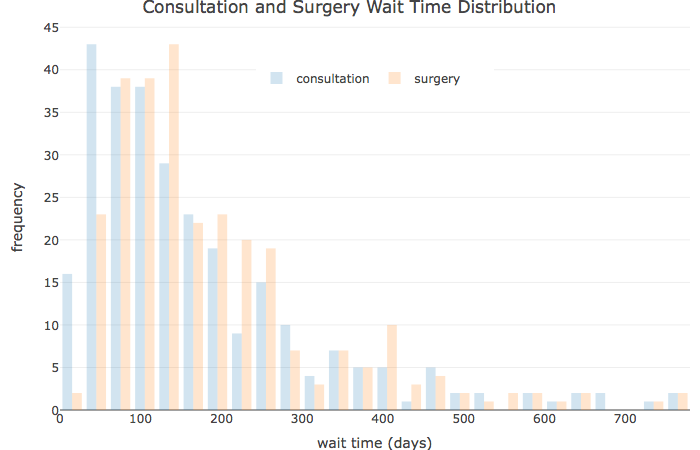 Consultation and Surgery Wait Time Distribution
45
40
35
30
25
20
15
10
5
0
consultation
surgery
frequency
0 100 200 300 400 500 600 700
wait time (days)